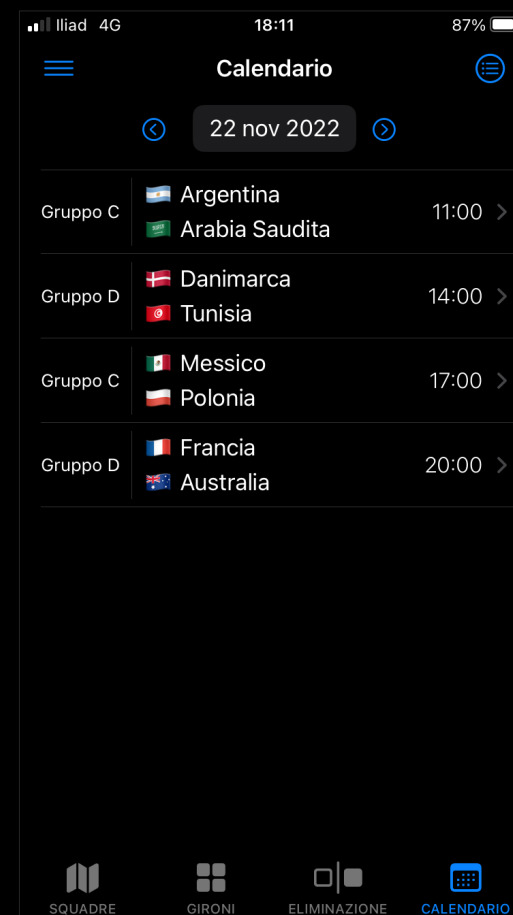 Iliad 4G 18:11 87%
Calendario
22 nov 2022
Gruppo C
Argentina
Arabia Saudita
11:00
Gruppo D
Danimarca
Tunisia
14:00
Gruppo C
Messico
Polonia
17:00
Gruppo D
Francia
Australia
20:00
SQUADRE GIRONI ELIMINAZIONE CALENDARIO